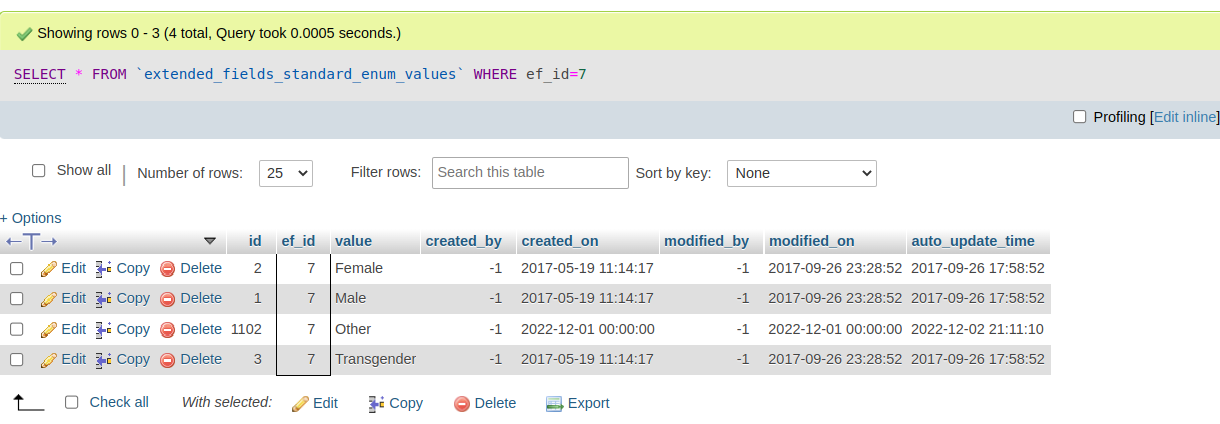 Showing rows 0 - 3 (4 total, Query took 0.0005 seconds.)
SELECT * FROM `extended_fields_standard_enum_values` WHERE ef_id=7
Profiling [Edit inline]
Show all | Number of rows: 25 Filter rows: Search this table Sort by key: None
+ Options
←T→ id ef_id value created_by created_on modified_by modified_on auto_update_time
Edit Copy Delete 2 7 Female -1 2017-05-19 11:14:17 -1 2017-09-26 23:28:52 2017-09-26 17:58:52
Edit Copy Delete 1 7 Male -1 2017-05-19 11:14:17 -1 2017-09-26 23:28:52 2017-09-26 17:58:52
Edit Copy Delete 1102 7 Other -1 2022-12-01 00:00:00 -1 2022-12-01 00:00:00 2022-12-02 21:11:10
Edit Copy Delete 3 7 Transgender -1 2017-05-19 11:14:17 -1 2017-09-26 23:28:52 2017-09-26 17:58:52
Check all With selected: Edit Copy Delete Export